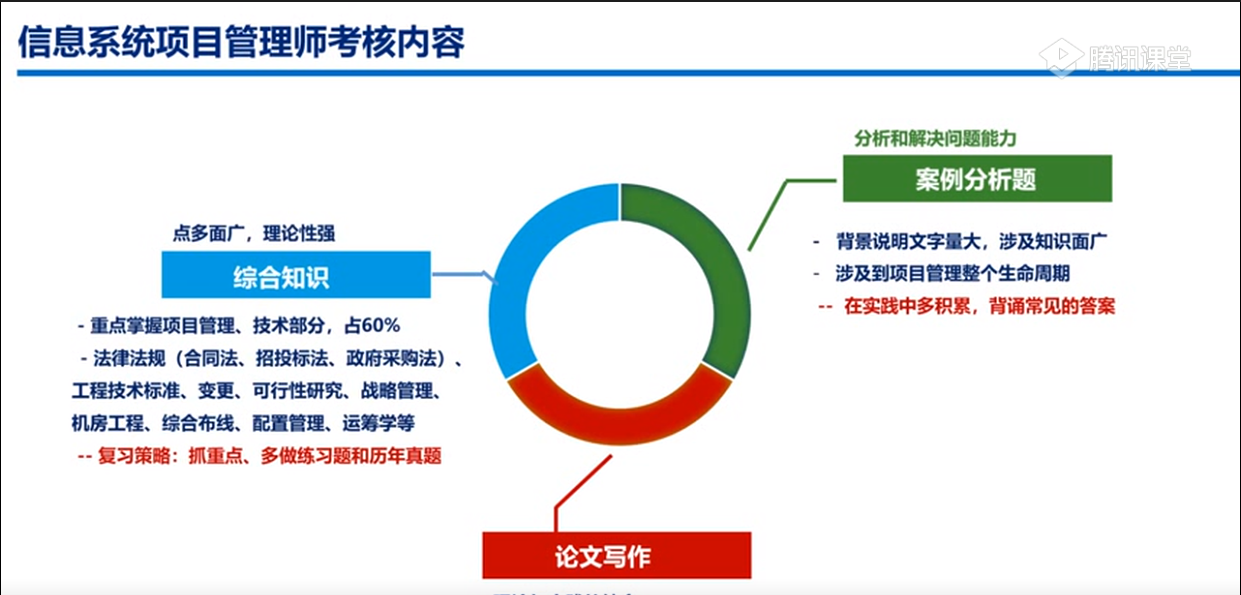 信息系统项目管理师考核内容
腾讯课堂
分析和解决问题能力
案例分析题
- 背景说明文字量大，涉及知识面广
- 涉及到项目管理整个生命周期
-- 在实践中多积累，背诵常见的答案
点多面广，理论性强
综合知识
- 重点掌握项目管理、技术部分，占60%
- 法律法规（合同法、招投标法、政府采购法）、
工程技术标准、变更、可行性研究、战略管理、
机房工程、综合布线、配置管理、运筹学等
-- 复习策略：抓重点、多做练习题和历年真题
论文写作